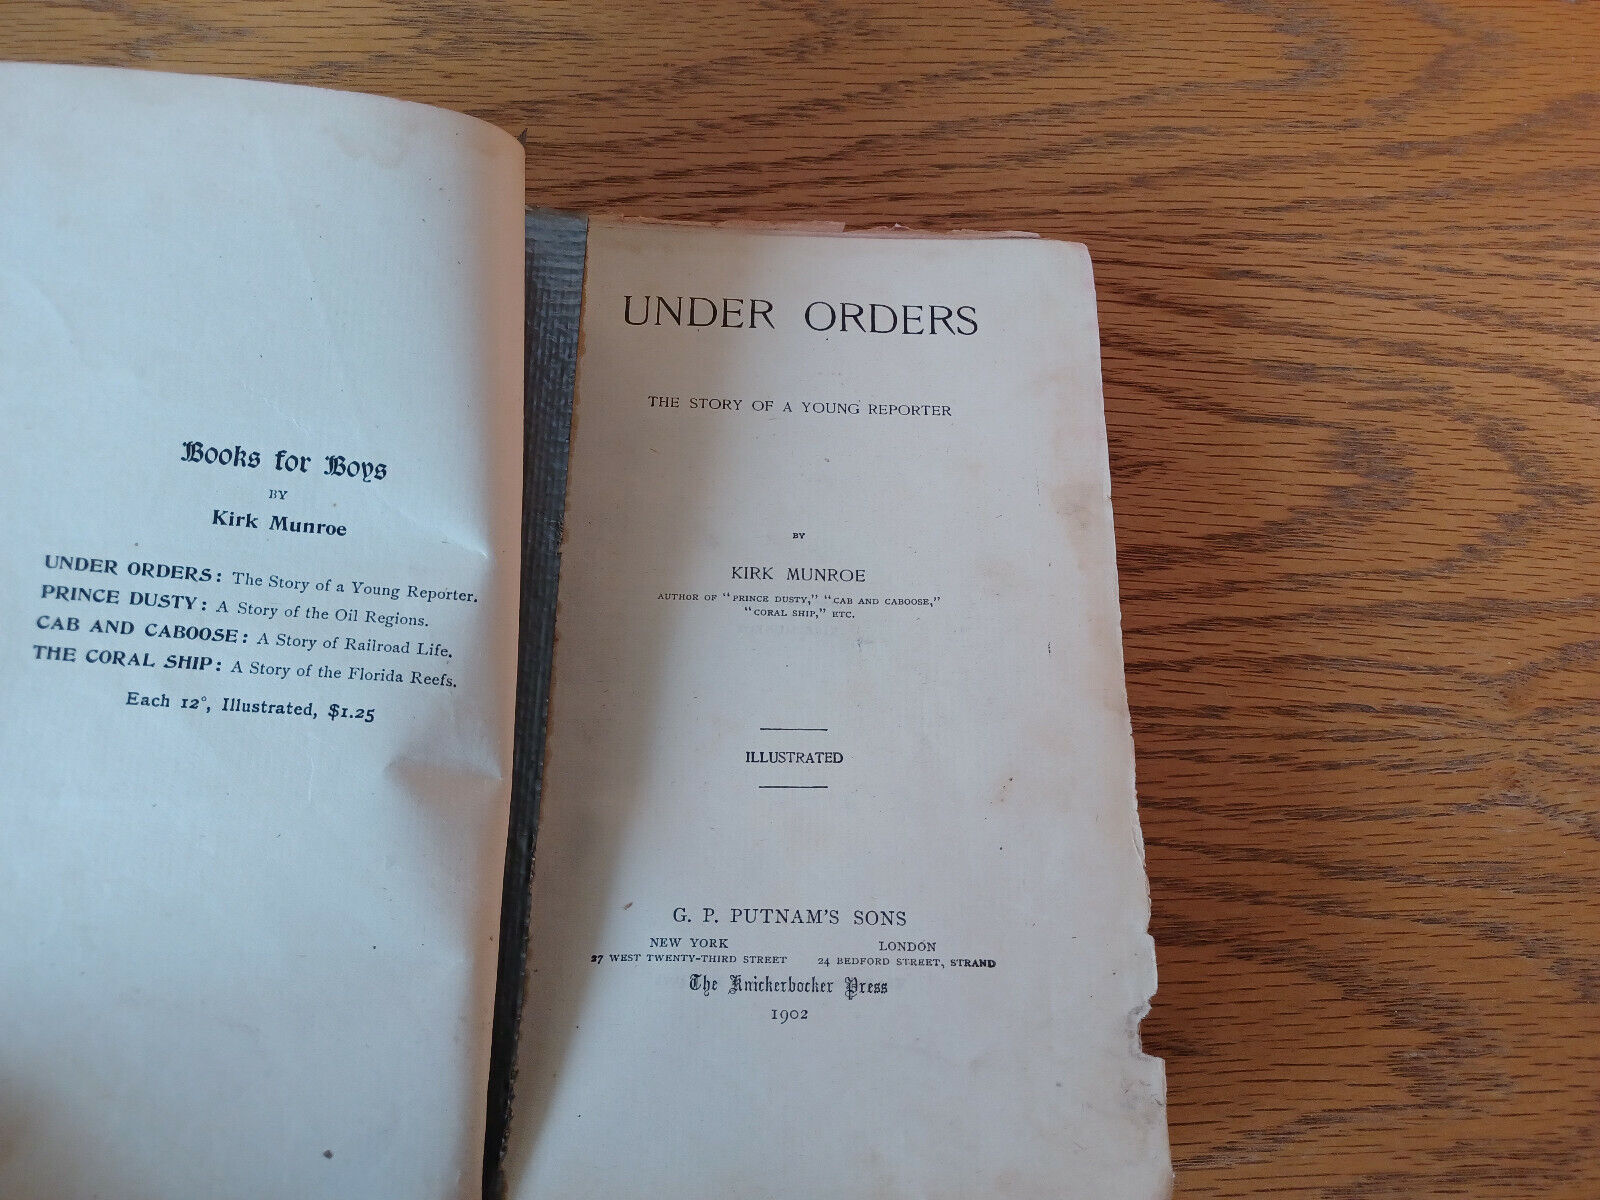 Books for Boys
BY
Kirk Munroe
UNDER ORDERS: The Story of a Young Reporter.
PRINCE DUSTY: A Story of the Oil Regions.
CAB AND CABOOSE: A Story of Railroad Life.
THE CORAL SHIP: A Story of the Florida Reefs.
Each 12°, Illustrated, $1.25
UNDER ORDERS
THE STORY OF A YOUNG REPORTER
BY
KIRK MUNROE
AUTHOR OF "PRINCE DUSTY," "CAB AND CABOOSE,"
"CORAL SHIP," ETC.
ILLUSTRATED
G. P. PUTNAM'S SONS
NEW YORK LONDON
27 WEST TWENTY-THIRD STREET 24 BEDFORD STREET, STRAND
The Knickerbocker Press
1902